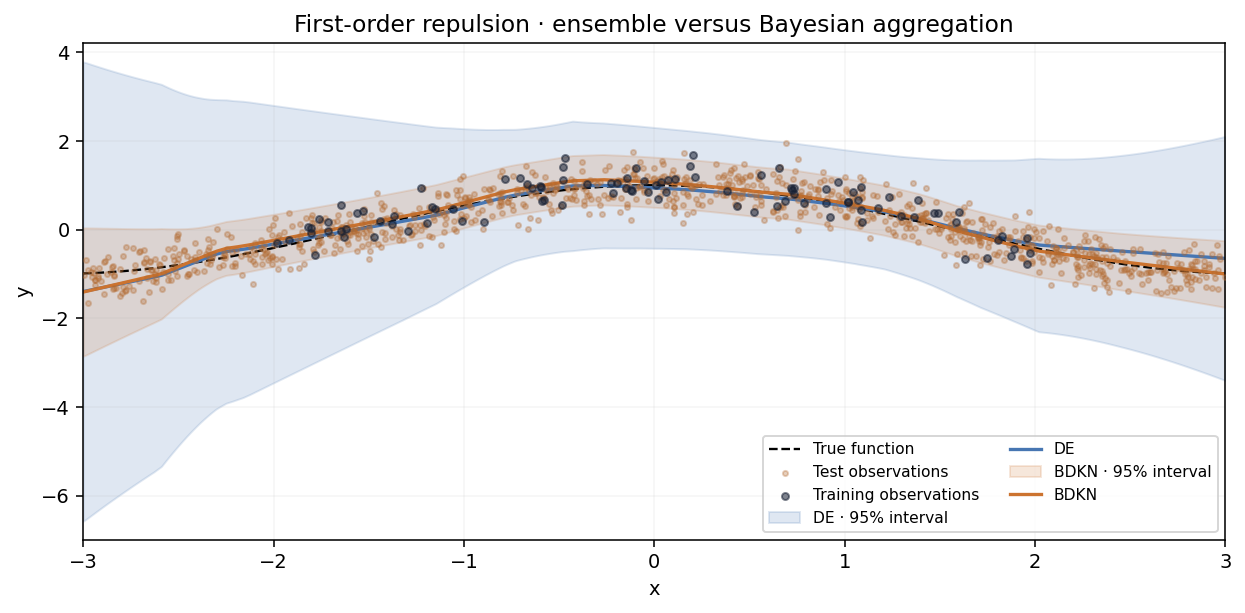 First-order repulsion · ensemble versus Bayesian aggregation
4
2
0
−2
−4
−6
y
−3
−2
−1
0
1
2
3
x
True function
Test observations
Training observations
DE · 95% interval
DE
BDKN · 95% interval
BDKN